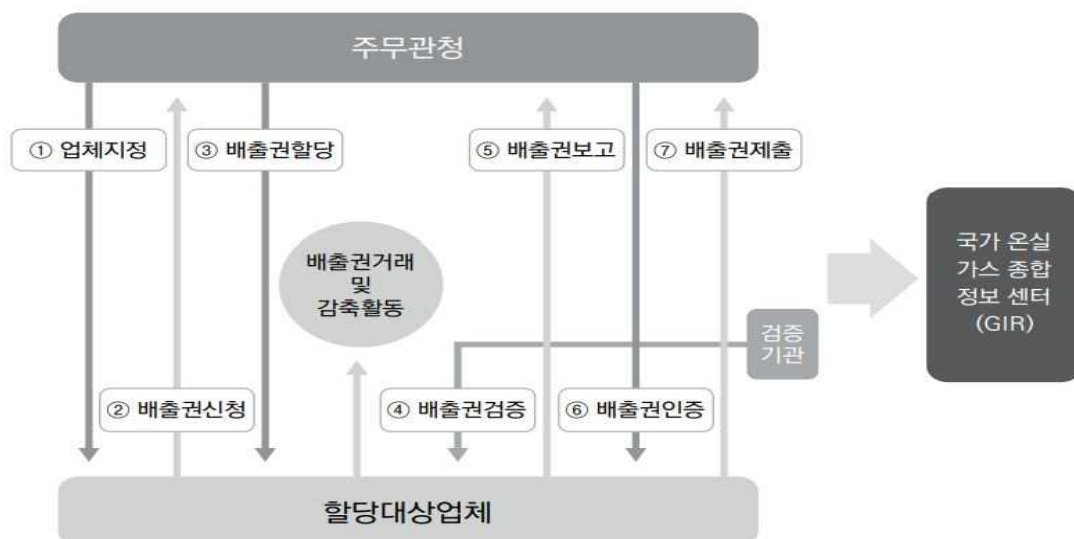 주무관청
① 업체지정
③ 배출권할당
⑤ 배출권보고
⑦ 배출권제출
배출권거래
및
감축활동
국가 온실
가스 종합
정보 센터
(GIR)
검증
기관
② 배출권신청
④ 배출권검증
⑥ 배출권인증
할당대상업체